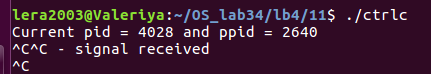 lera2003@Valeriya:~/OS_lab34/lb4/11$ ./ctrlc
Current pid = 4028 and ppid = 2640
^C^C - signal received
^C